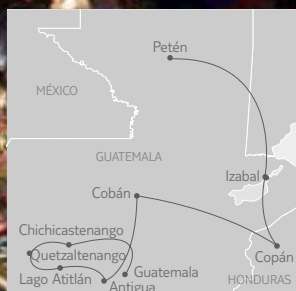 Petén
MÉXICO
GUATEMALA
Izabal
Cobán
Chichicastenango
Quetzaltenango
Copán
Lago Atitlán
Guatemala
Antigua
HONDURAS